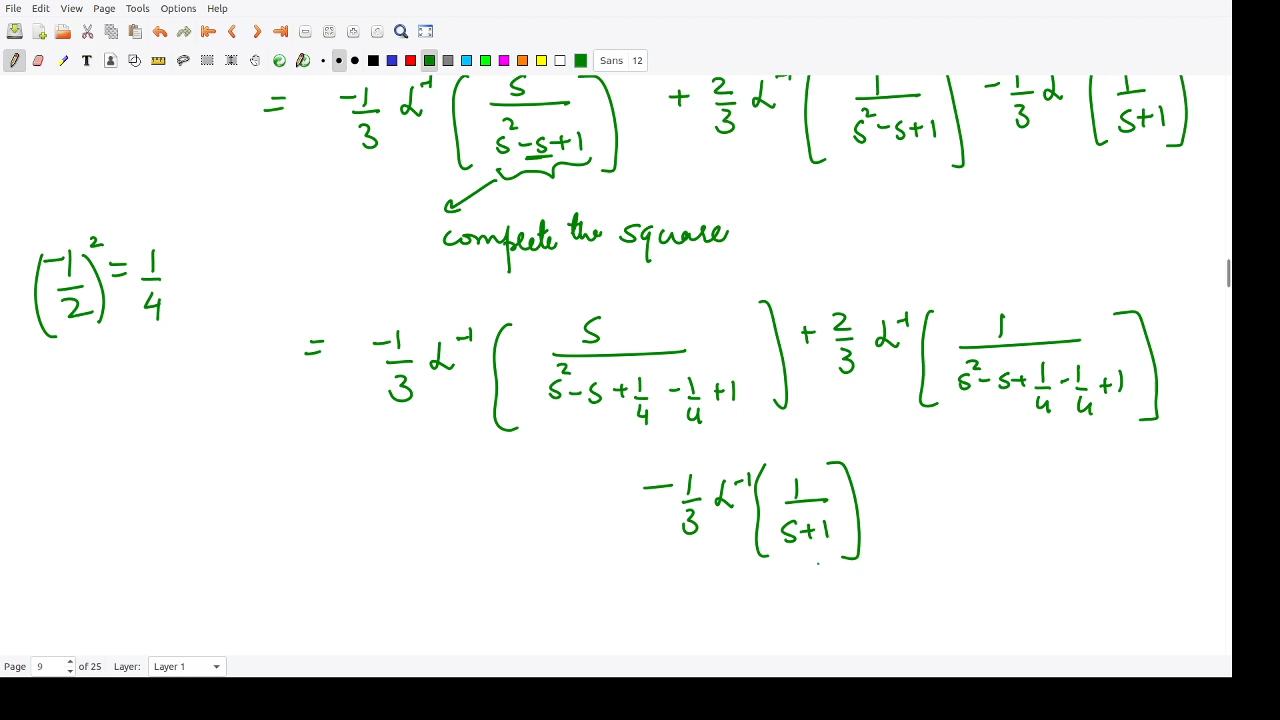 File Edit View Page Tools Options Help
T Sans 12
= -1/3 ℒ⁻¹ [ s / (s² - s + 1) ] + 2/3 ℒ⁻¹ [ 1 / (s² - s + 1) ] - 1/3 ℒ [ 1 / (s+1) ]
complete the square
(-1/2)² = 1/4
= -1/3 ℒ⁻¹ [ s / (s² - s + 1/4 - 1/4 + 1) ] + 2/3 ℒ⁻¹ [ 1 / (s² - s + 1/4 - 1/4 + 1) ]
- 1/3 ℒ⁻¹ [ 1 / (s+1) ]
Page 9 of 25 Layer: Layer 1